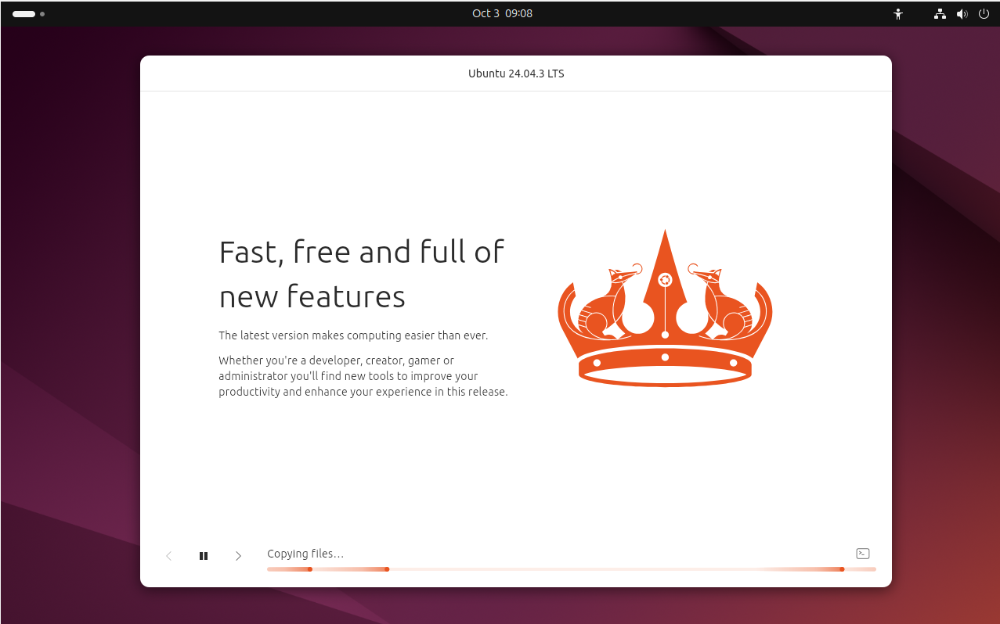 Oct 3 09:08
Ubuntu 24.04.3 LTS
Fast, free and full of
new features
The latest version makes computing easier than ever.
Whether you're a developer, creator, gamer or
administrator you'll find new tools to improve your
productivity and enhance your experience in this release.
Copying files…